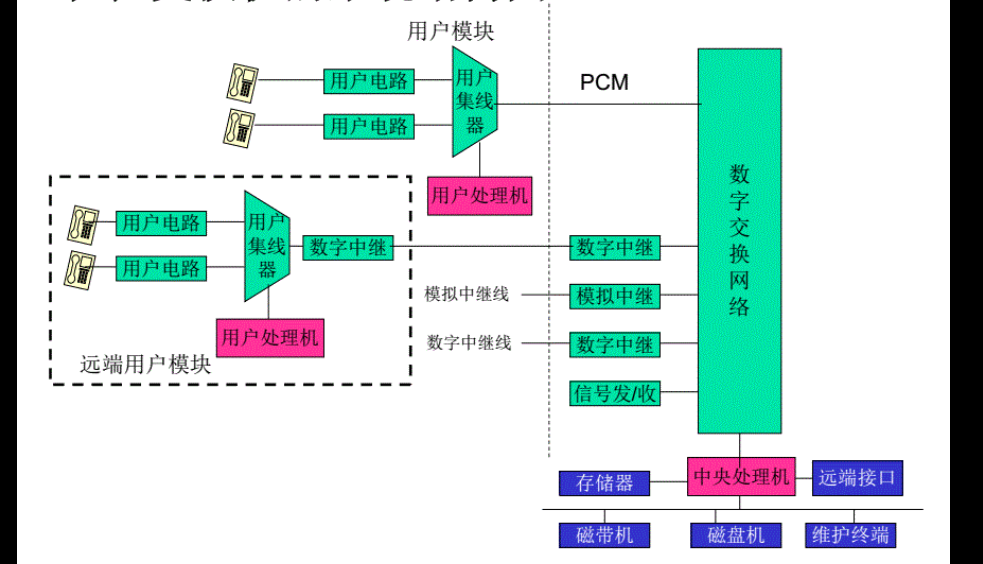 用户模块
用户电路
用户集线器
PCM
用户电路
用户处理机
数字交换网络
用户电路
用户集线器
数字中继
数字中继
用户电路
模拟中继线
模拟中继
用户处理机
数字中继线
数字中继
远端用户模块
信号发/收
存储器
中央处理机
远端接口
磁带机
磁盘机
维护终端